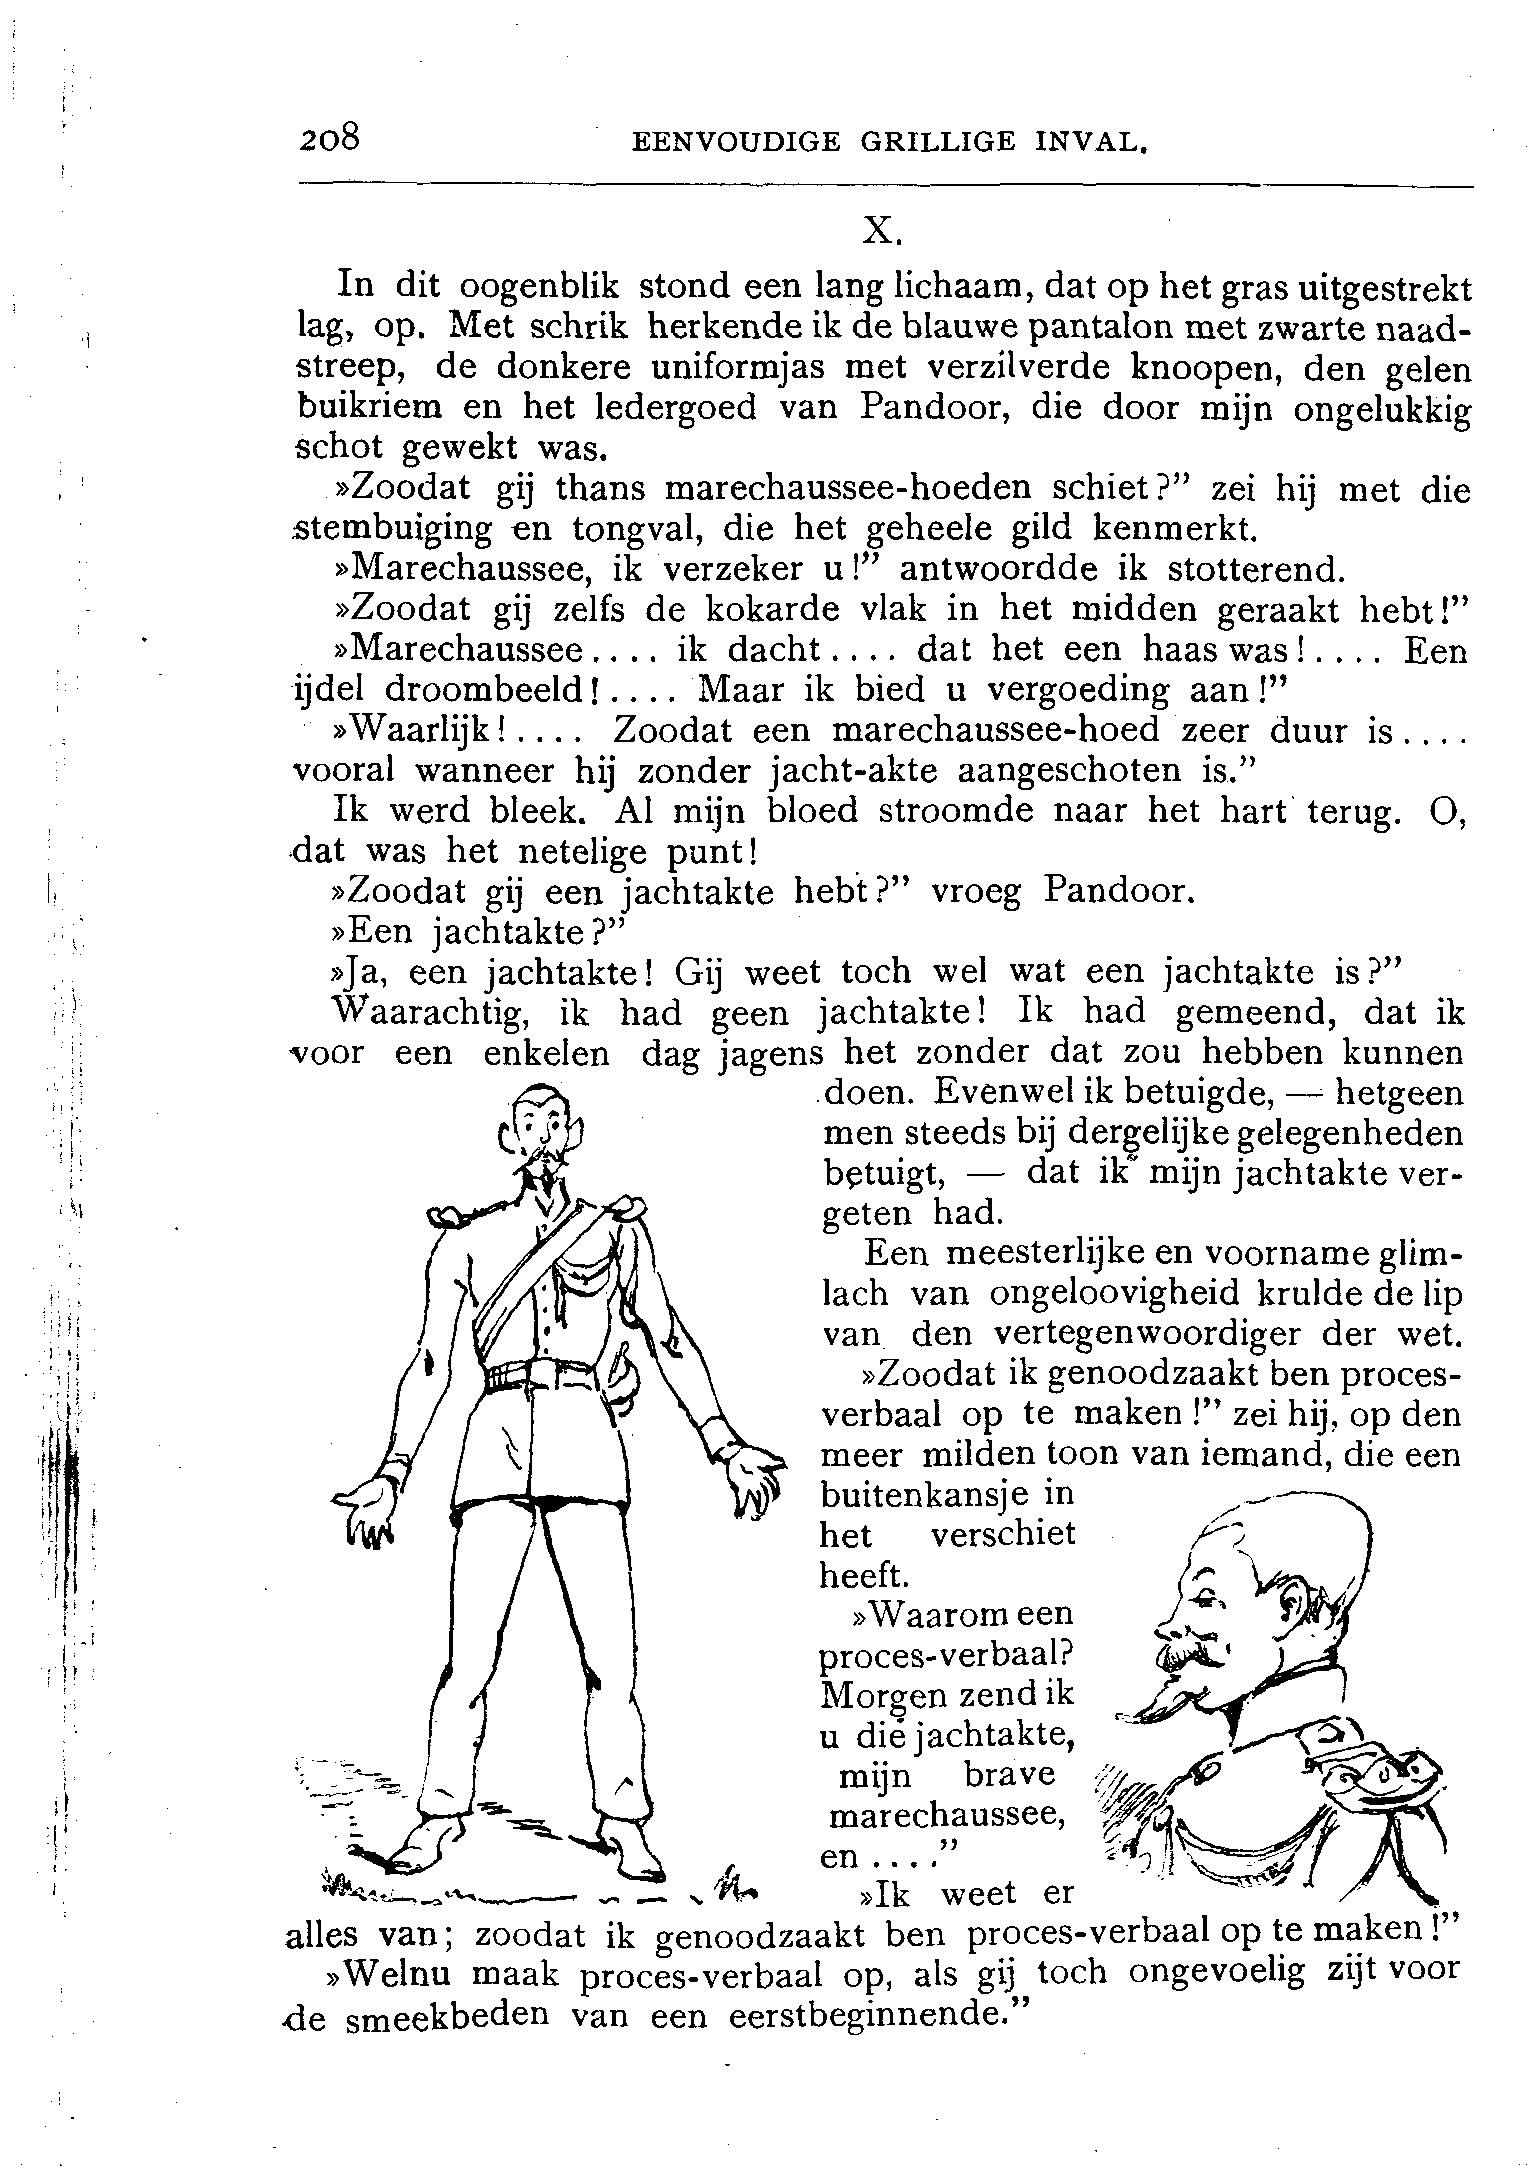 208 EENVOUDIGE GRILLIGE INVAL.
X.
In dit oogenblik stond een lang lichaam, dat op het gras uitgestrekt
lag, op. Met schrik herkende ik de blauwe pantalon met zwarte naad-
streep, de donkere uniformjas met verzilverde knoopen, den gelen
buikriem en het ledergoed van Pandoor, die door mijn ongelukkig
schot gewekt was.
»Zoodat gij thans marechaussee-hoeden schiet?” zei hij met die
stembuiging en tongval, die het geheele gild kenmerkt.
»Marechaussee, ik verzeker u!” antwoordde ik stotterend.
»Zoodat gij zelfs de kokarde vlak in het midden geraakt hebt!”
»Marechaussee.... ik dacht.... dat het een haas was!.... Een
ijdel droombeeld!.... Maar ik bied u vergoeding aan!”
»Waarlijk!.... Zoodat een marechaussee-hoed zeer duur is....
vooral wanneer hij zonder jacht-akte aangeschoten is.”
Ik werd bleek. Al mijn bloed stroomde naar het hart terug. O,
dat was het netelige punt!
»Zoodat gij een jachtakte hebt?” vroeg Pandoor.
»Een jachtakte?”
»Ja, een jachtakte! Gij weet toch wel wat een jachtakte is?”
Waarachtig, ik had geen jachtakte! Ik had gemeend, dat ik
voor een enkelen dag jagens het zonder dat zou hebben kunnen
doen. Evenwel ik betuigde, — hetgeen
men steeds bij dergelijke gelegenheden
betuigt, — dat ik mijn jachtakte ver-
geten had.
Een meesterlijke en voorname glim-
lach van ongeloovigheid krulde de lip
van den vertegenwoordiger der wet.
»Zoodat ik genoodzaakt ben proces-
verbaal op te maken!” zei hij, op den
meer milden toon van iemand, die een
buitenkansje in
het verschiet
heeft.
»Waarom een
proces-verbaal?
Morgen zend ik
u die jachtakte,
mijn brave
marechaussee,
en....”
»Ik weet er
alles van; zoodat ik genoodzaakt ben proces-verbaal op te maken!”
»Welnu maak proces-verbaal op, als gij toch ongevoelig zijt voor
de smeekbeden van een eerstbeginnende.”